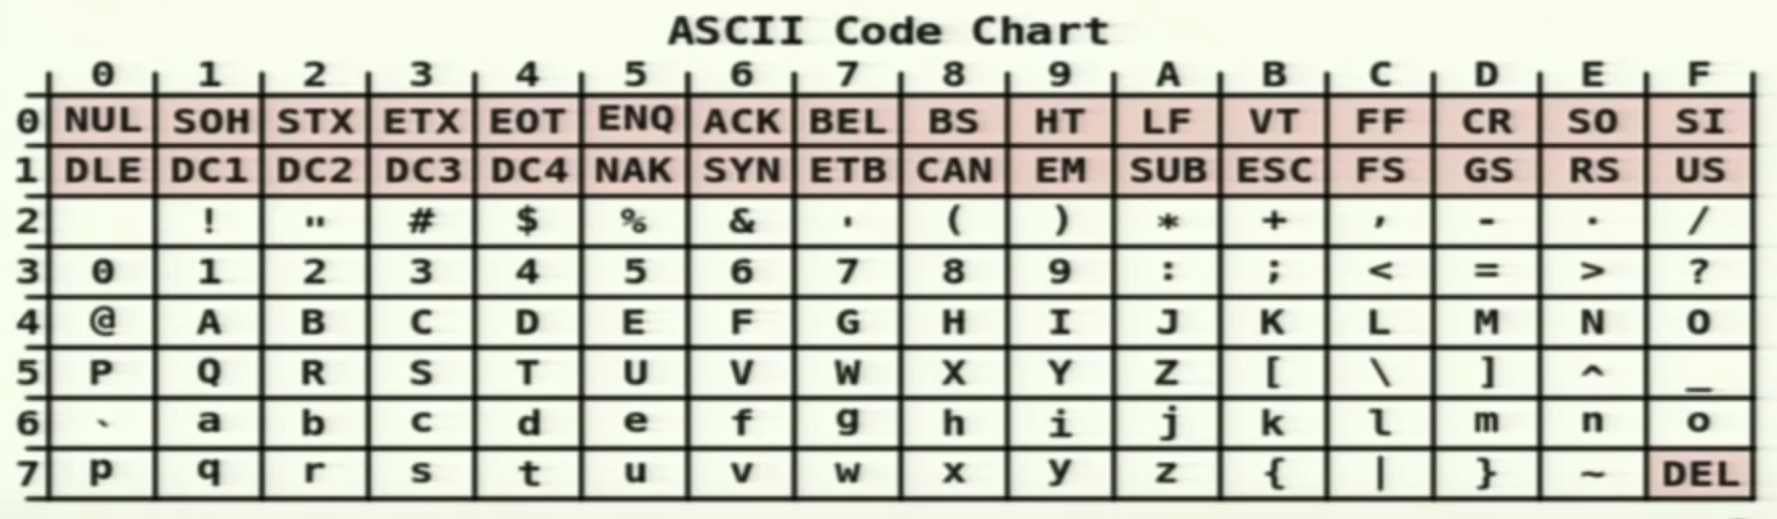 ASCII Code Chart
0 1 2 3 4 5 6 7 8 9 A B C D E F
0 NUL SOH STX ETX EOT ENQ ACK BEL BS HT LF VT FF CR SO SI
1 DLE DC1 DC2 DC3 DC4 NAK SYN ETB CAN EM SUB ESC FS GS RS US
2 ! " # $ % & ' ( ) * + , - . /
3 0 1 2 3 4 5 6 7 8 9 : ; < = > ?
4 @ A B C D E F G H I J K L M N O
5 P Q R S T U V W X Y Z [ \ ] ^ _
6 ` a b c d e f g h i j k l m n o
7 p q r s t u v w x y z { | } ~ DEL